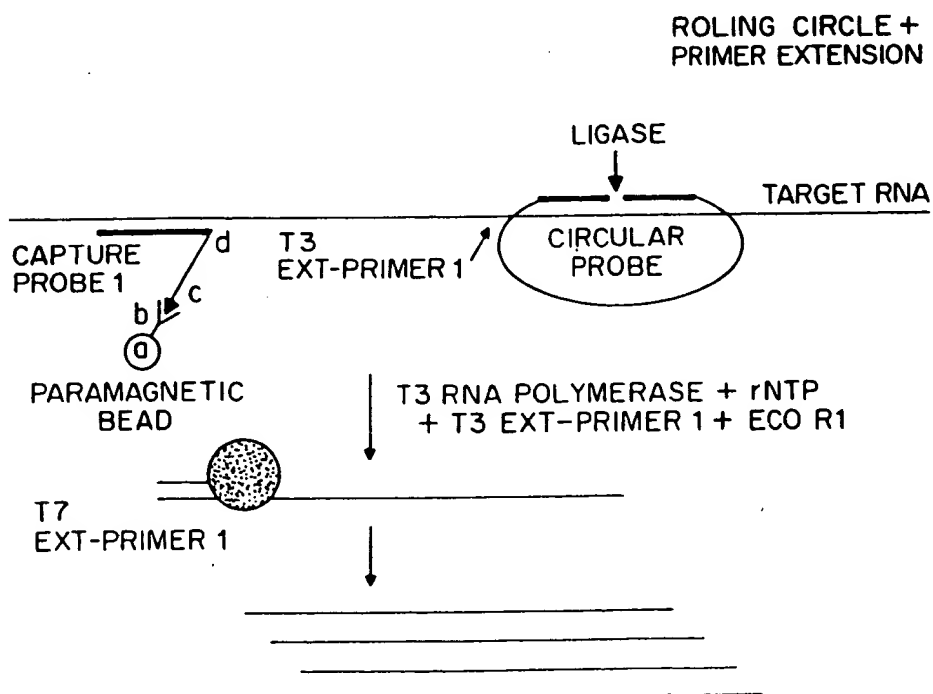 ROLING CIRCLE +
PRIMER EXTENSION
LIGASE
TARGET RNA
CAPTURE
PROBE 1
d
T3
EXT-PRIMER 1
CIRCULAR
PROBE
c
b
a
PARAMAGNETIC
BEAD
T3 RNA POLYMERASE + rNTP
+ T3 EXT-PRIMER 1 + ECO R1
T7
EXT-PRIMER 1